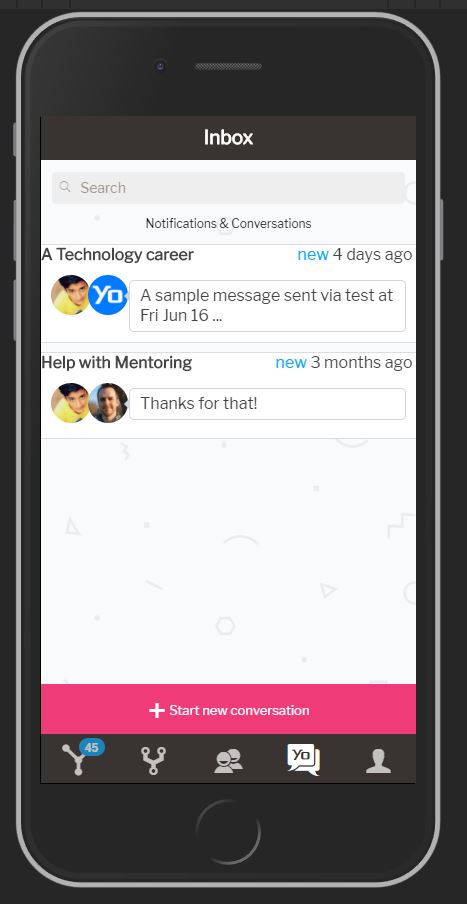 Inbox
Search
Notifications & Conversations
A Technology career new 4 days ago
Yo
A sample message sent via test at
Fri Jun 16 ...
Help with Mentoring new 3 months ago
Thanks for that!
Start new conversation
45
Yo